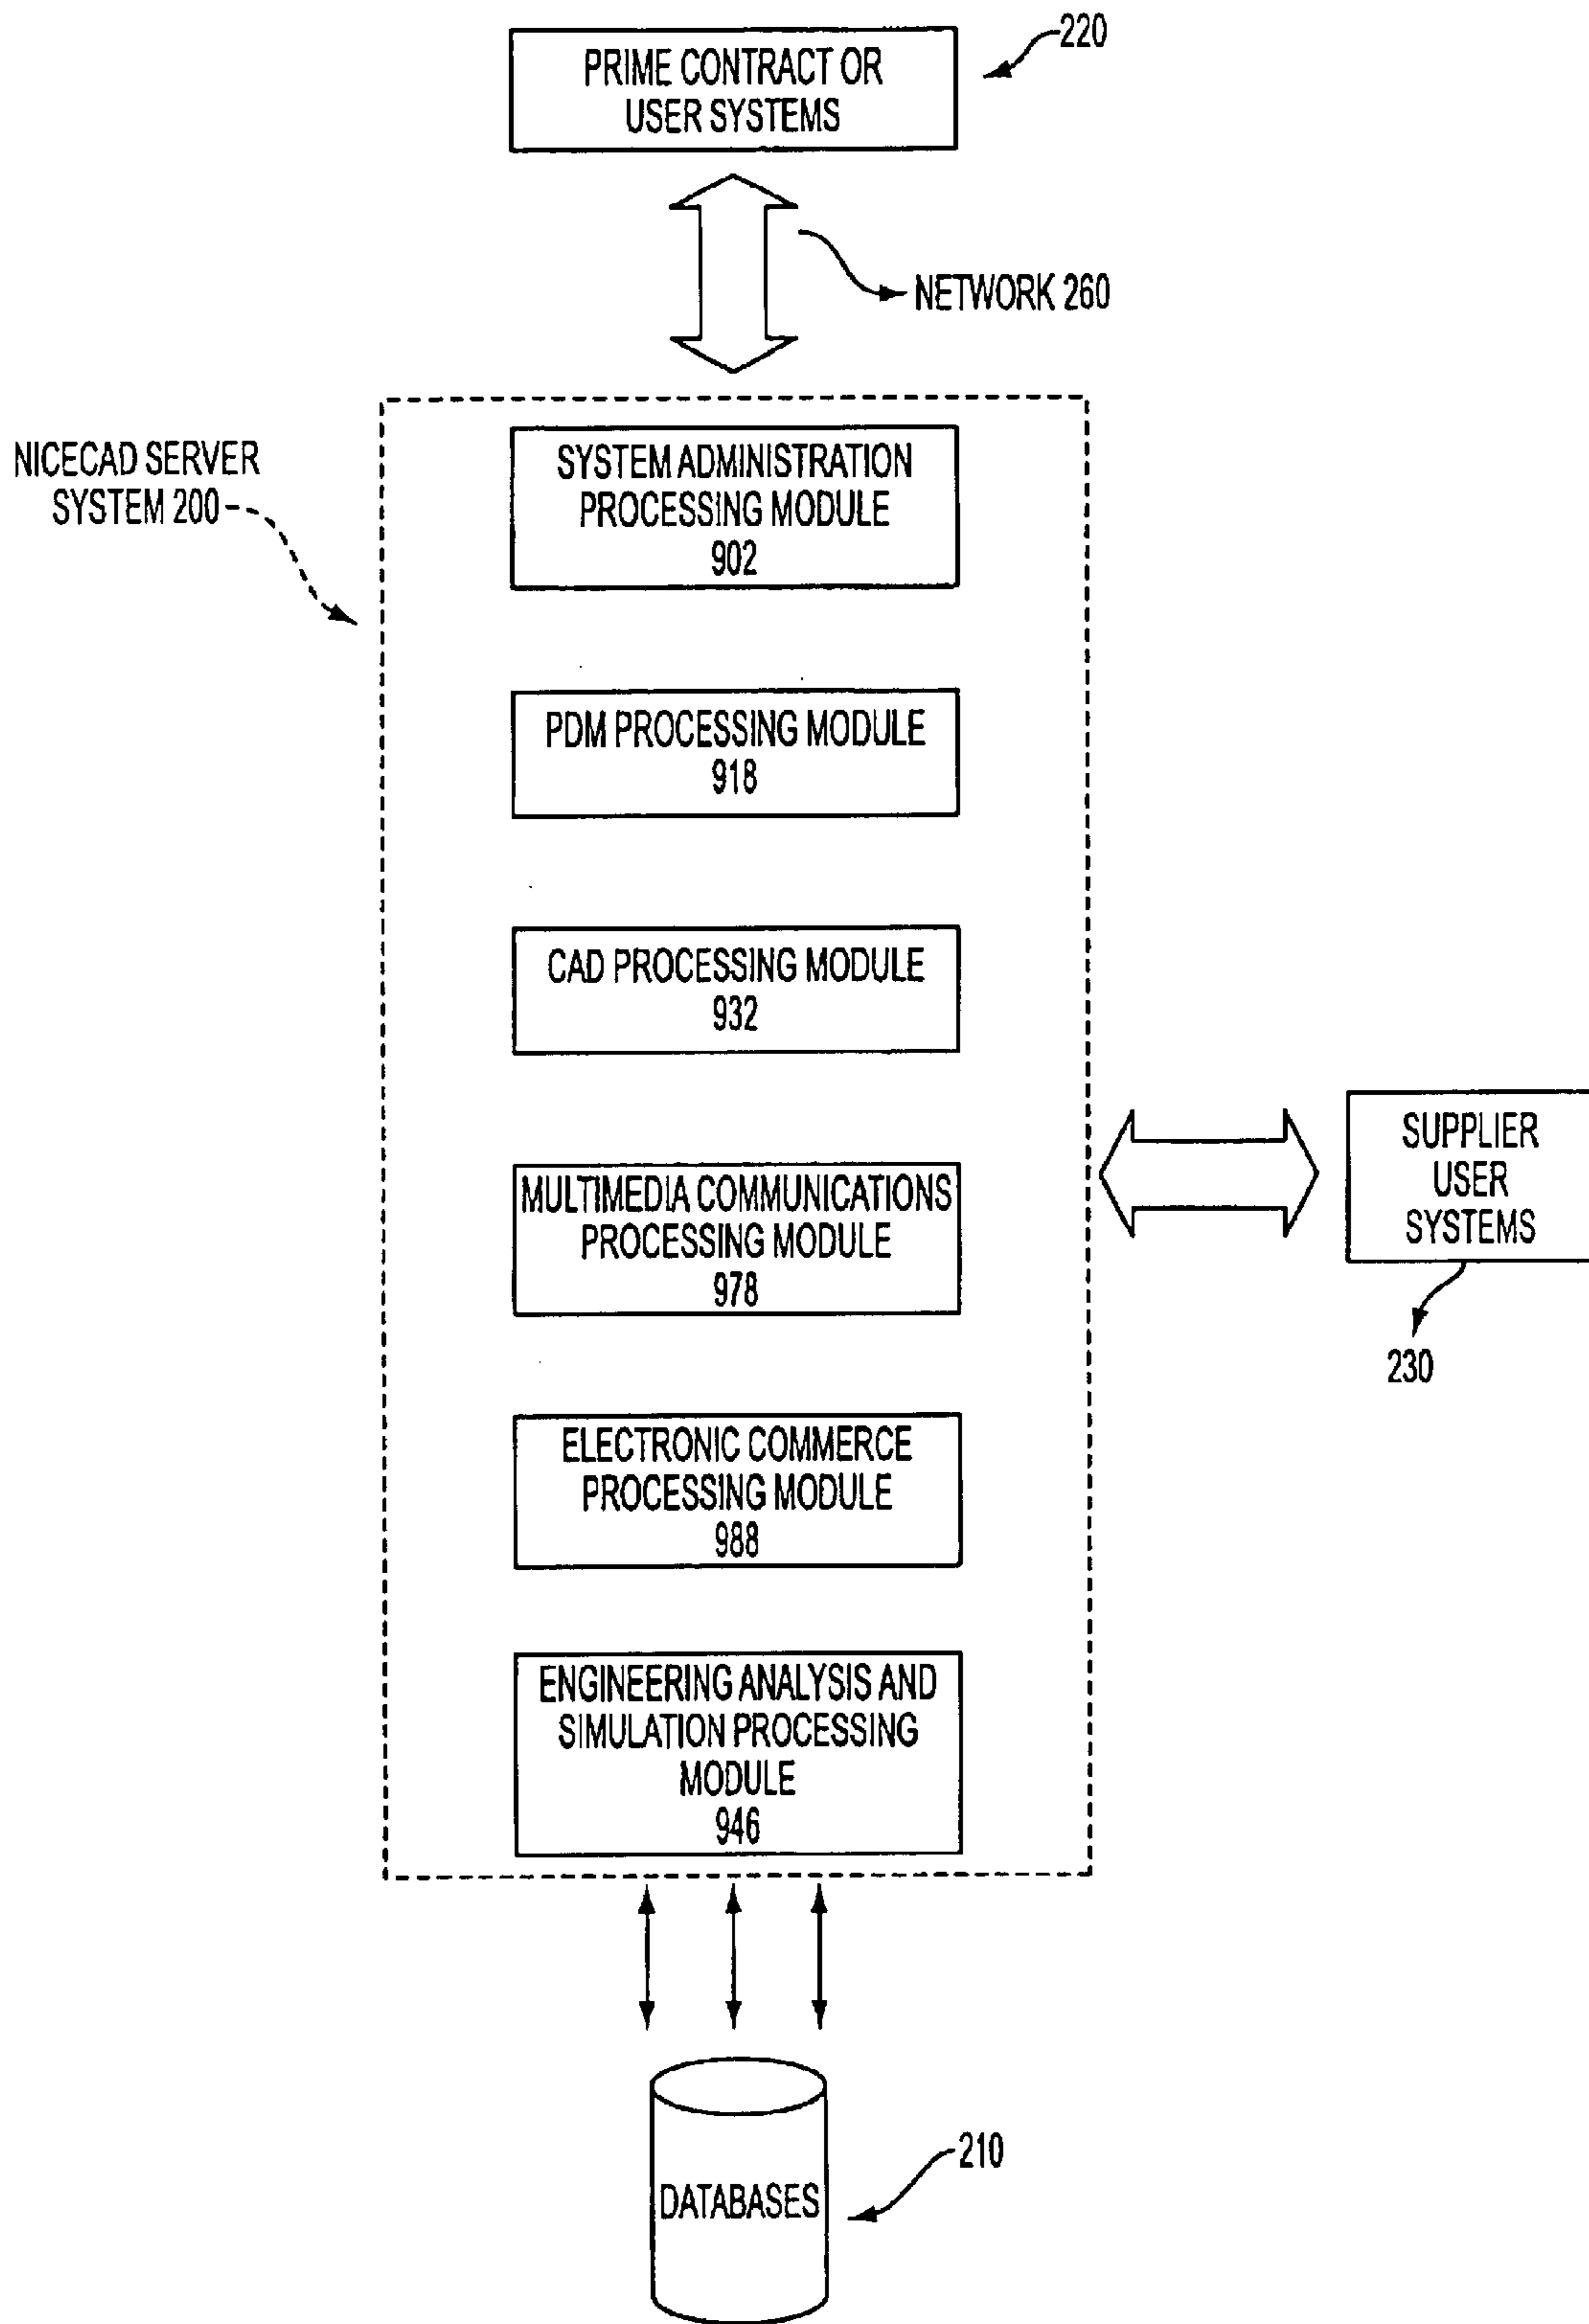 PRIME CONTRACT OR
USER SYSTEMS
220
NETWORK 260
NICECAD SERVER
SYSTEM 200
SYSTEM ADMINISTRATION
PROCESSING MODULE
902
PDM PROCESSING MODULE
918
CAD PROCESSING MODULE
932
MULTIMEDIA COMMUNICATIONS
PROCESSING MODULE
978
SUPPLIER
USER
SYSTEMS
230
ELECTRONIC COMMERCE
PROCESSING MODULE
988
ENGINEERING ANALYSIS AND
SIMULATION PROCESSING
MODULE
946
210
DATABASES